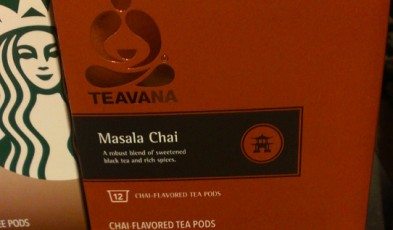 TEAVANA
Masala Chai
A robust blend of sweetened
black tea and rich spices.
12 CHAI-FLAVORED TEA PODS
CHAI-FLAVORED TEA PODS
EE PODS